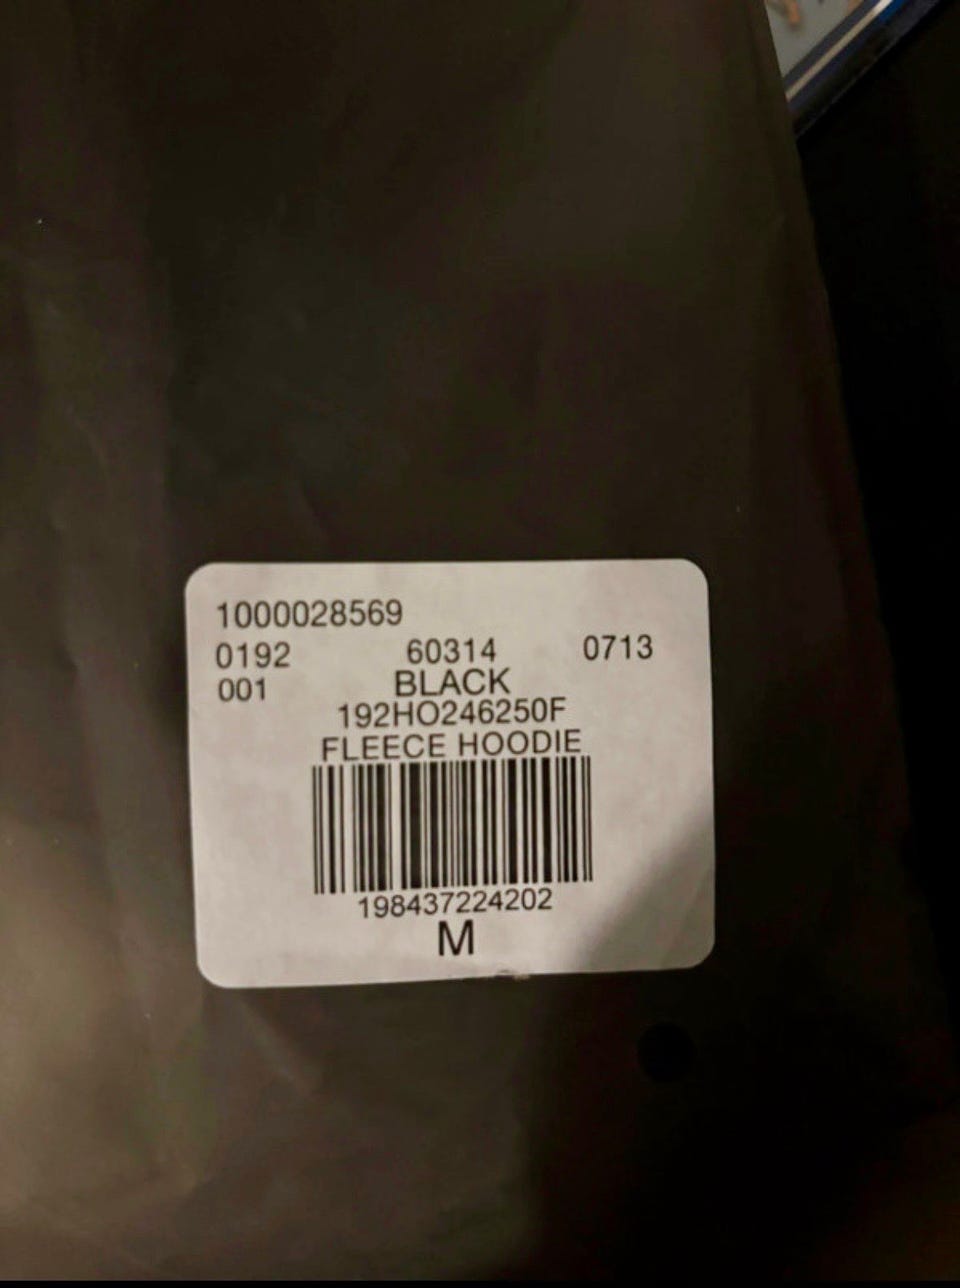 1000028569
0192 60314 0713
001 BLACK
192HO246250F
FLEECE HOODIE
198437224202
M